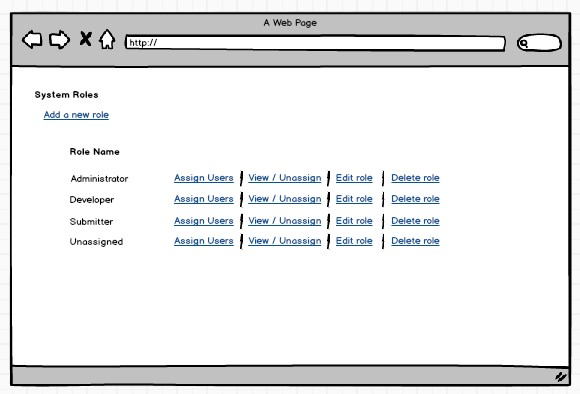 A Web Page
http://
System Roles
Add a new role
Role Name
Administrator Assign Users | View / Unassign | Edit role | Delete role
Developer Assign Users | View / Unassign | Edit role | Delete role
Submitter Assign Users | View / Unassign | Edit role | Delete role
Unassigned Assign Users | View / Unassign | Edit role | Delete role